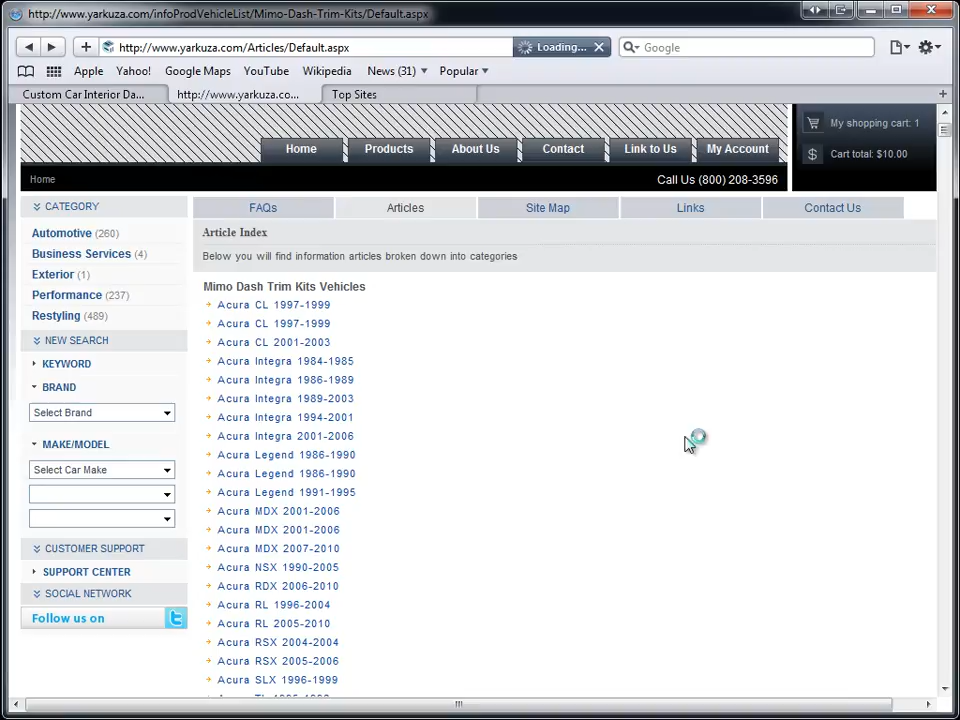 http://www.yarkuza.com/infoProdVehicleList/Mimo-Dash-Trim-Kits/Default.aspx
http://www.yarkuza.com/Articles/Default.aspx
Loading...
Google
Apple
Yahoo!
Google Maps
YouTube
Wikipedia
News (31)
Popular
Custom Car Interior Da...
http://www.yarkuza.co...
Top Sites
Home
Products
About Us
Contact
Link to Us
My Account
My shopping cart: 1
Cart total: $10.00
Home
Call Us (800) 208-3596
CATEGORY
Automotive (260)
Business Services (4)
Exterior (1)
Performance (237)
Restyling (489)
NEW SEARCH
KEYWORD
BRAND
Select Brand
MAKE/MODEL
Select Car Make
CUSTOMER SUPPORT
SUPPORT CENTER
SOCIAL NETWORK
Follow us on
FAQs
Articles
Site Map
Links
Contact Us
Article Index
Below you will find information articles broken down into categories
Mimo Dash Trim Kits Vehicles
Acura CL 1997-1999
Acura CL 1997-1999
Acura CL 2001-2003
Acura Integra 1984-1985
Acura Integra 1986-1989
Acura Integra 1989-2003
Acura Integra 1994-2001
Acura Integra 2001-2006
Acura Legend 1986-1990
Acura Legend 1986-1990
Acura Legend 1991-1995
Acura MDX 2001-2006
Acura MDX 2001-2006
Acura MDX 2007-2010
Acura NSX 1990-2005
Acura RDX 2006-2010
Acura RL 1996-2004
Acura RL 2005-2010
Acura RSX 2004-2004
Acura RSX 2005-2006
Acura SLX 1996-1999